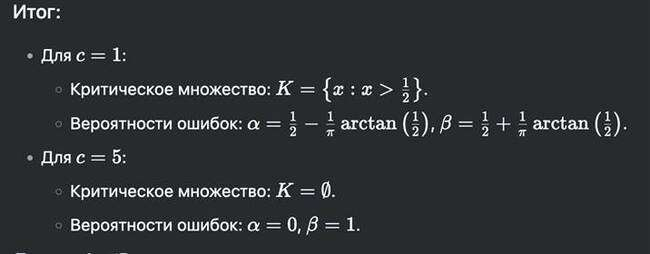 Итог:
• Для c = 1:
◦ Критическое множество: K = {x : x > 1/2}.
◦ Вероятности ошибок: α = 1/2 − 1/π arctan (1/2), β = 1/2 + 1/π arctan (1/2).
• Для c = 5:
◦ Критическое множество: K = ∅.
◦ Вероятности ошибок: α = 0, β = 1.